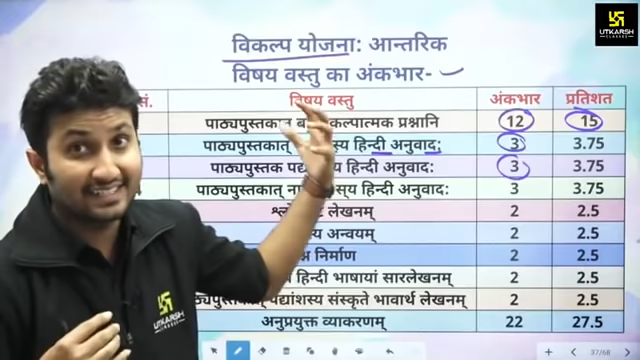 UTKARSH
CLASSES
विकल्प योजना: आन्तरिक
विषय वस्तु का अंकभार-
सं. विषय वस्तु अंकभार प्रतिशत
पाठ्यपुस्तकात् प्रश्नानि 12 15
पाठ्यपुस्तकात् हिन्दी अनुवाद: 3 3.75
पाठ्यपुस्तक हिन्दी अनुवाद: 3 3.75
पाठ्यपुस्तकात् हिन्दी अनुवाद: 3 3.75
लेखनम् 2 2.5
अन्वयम् 2 2.5
निर्माण 2 2.5
हिन्दी भाषायां सारलेखनम् 2 2.5
पद्यांशस्य संस्कृते भावार्थ लेखनम् 2 2.5
अनुप्रयुक्त व्याकरणम् 22 27.5
UTKARSH
CLASSES
37/68